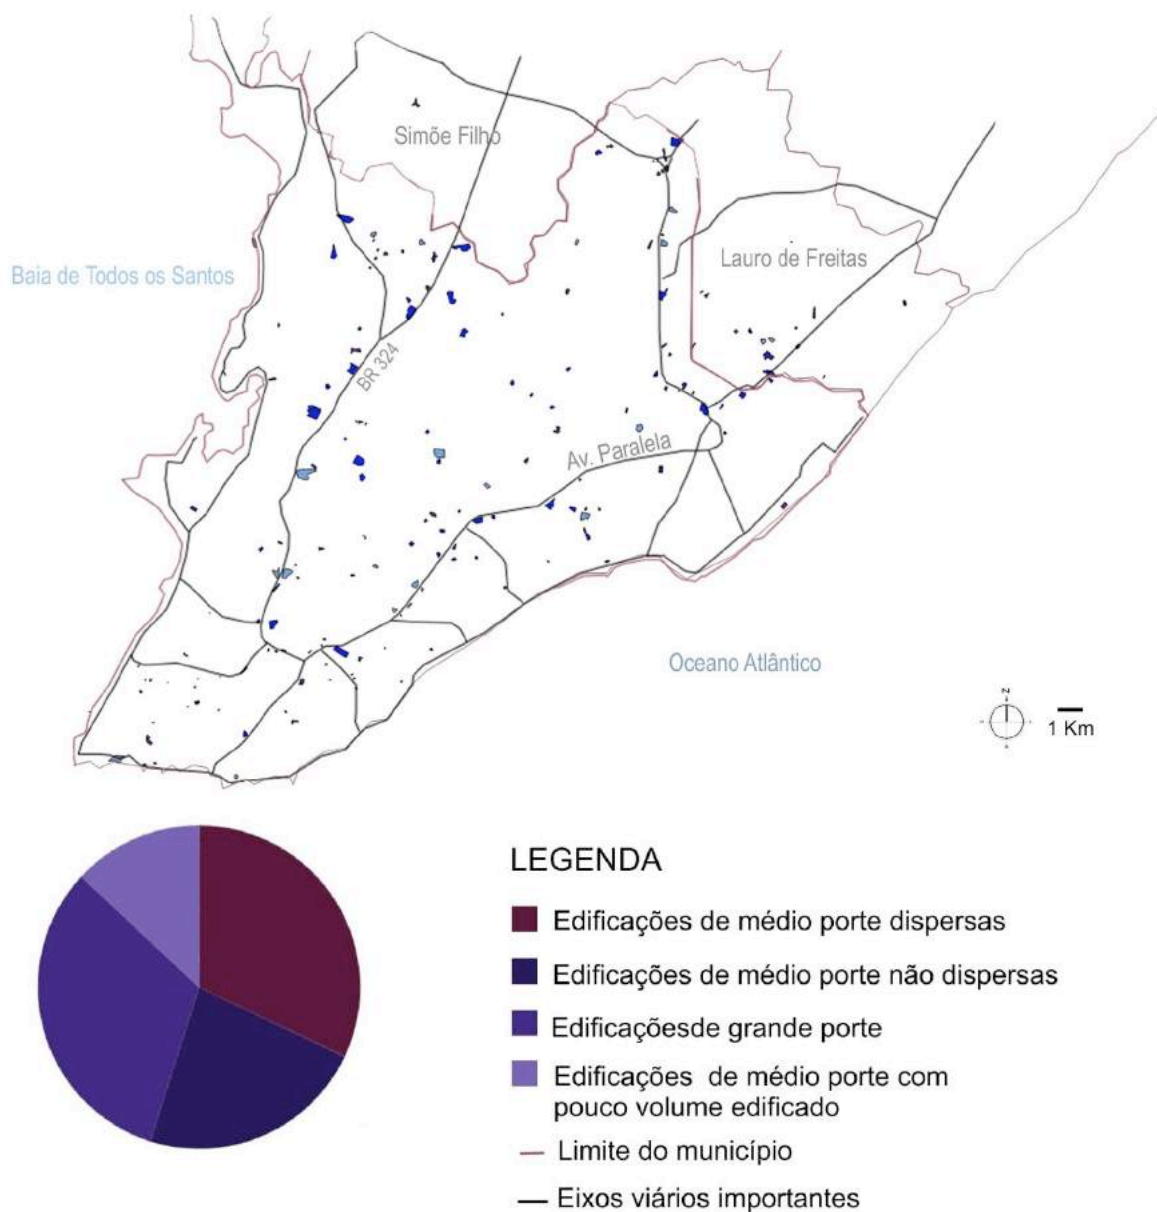 Simõe Filho
Lauro de Freitas
Baia de Todos os Santos
BR 324
Av. Paralela
Oceano Atlântico
N
1 Km
LEGENDA
Edificações de médio porte dispersas
Edificações de médio porte não dispersas
Edificaçõesde grande porte
Edificações de médio porte com
pouco volume edificado
Limite do município
Eixos viários importantes